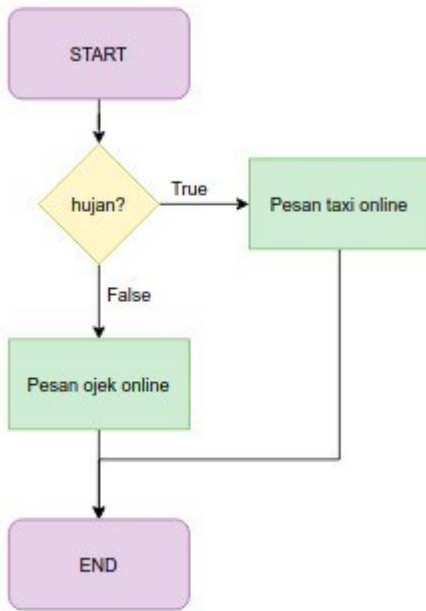 START
hujan?
True
Pesan taxi online
False
Pesan ojek online
END